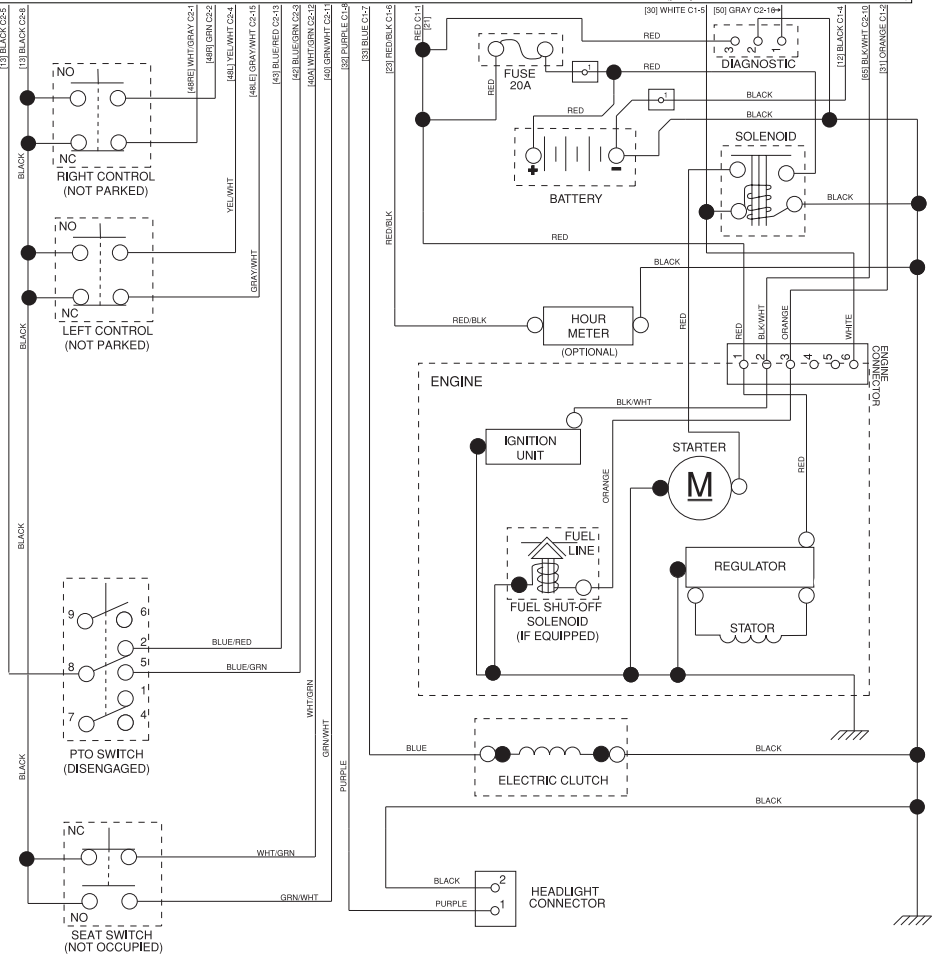 [13] BLACK C2-5
[13] BLACK C2-8
[48RE] WHT/GRAY C2-1
[48R] GRN C2-2
[48L] YEL/WHT C2-4
[48LE] GRAY/WHT C2-15
[43] BLUE/RED C2-13
[42] BLUE/GRN C2-3
[40A] WHT/GRN C2-12
[40] GRN/WHT C2-11
[32] PURPLE C1-8
[33] BLUE C1-7
[23] RED/BLK C1-6
RED C1-1
[21]
[30] WHITE C1-5
[50] GRAY C2-16
[12] BLACK C1-4
[65] BLK/WHT C2-10
[31] ORANGE C1-2
NO
NC
RIGHT CONTROL
(NOT PARKED)
BLACK
YEL/WHT
NO
NC
LEFT CONTROL
(NOT PARKED)
GRAY/WHT
BLACK
RED
3
2
1
DIAGNOSTIC
FUSE
20A
RED
1
RED
1
BLACK
BLACK
+
-
BATTERY
SOLENOID
BLACK
RED/BLK
RED
BLACK
RED/BLK
HOUR
METER
(OPTIONAL)
RED
RED
BLK/WHT
ORANGE
WHITE
1
2
3
4
5
6
ENGINE
CONNECTOR
ENGINE
BLK/WHT
IGNITION
UNIT
ORANGE
STARTER
M
RED
FUEL
LINE
FUEL SHUT-OFF
SOLENOID
(IF EQUIPPED)
REGULATOR
STATOR
BLACK
9
6
2
8
5
1
7
4
BLUE/RED
BLUE/GRN
PTO SWITCH
(DISENGAGED)
BLACK
WHT/GRN
GRN/WHT
PURPLE
BLUE
BLACK
ELECTRIC CLUTCH
BLACK
NC
WHT/GRN
GRN/WHT
NO
SEAT SWITCH
(NOT OCCUPIED)
BLACK
2
PURPLE
1
HEADLIGHT
CONNECTOR